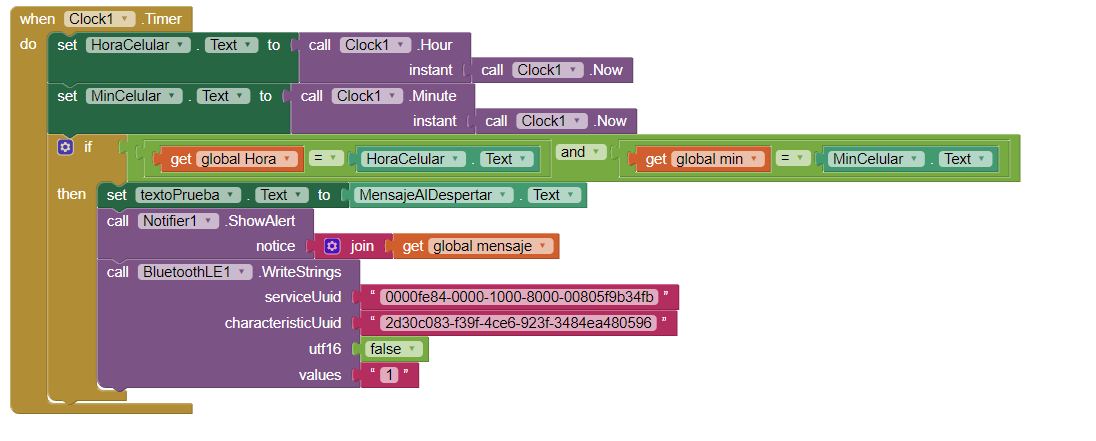 when Clock1 .Timer
do set HoraCelular . Text to call Clock1 .Hour
instant call Clock1 .Now
set MinCelular . Text to call Clock1 .Minute
instant call Clock1 .Now
if get global Hora = HoraCelular . Text and get global min = MinCelular . Text
then set textoPrueba . Text to MensajeAlDespertar . Text
call Notifier1 .ShowAlert
notice join get global mensaje
call BluetoothLE1 .WriteStrings
serviceUuid " 0000fe84-0000-1000-8000-00805f9b34fb "
characteristicUuid " 2d30c083-f39f-4ce6-923f-3484ea480596 "
utf16 false
values " 1 "